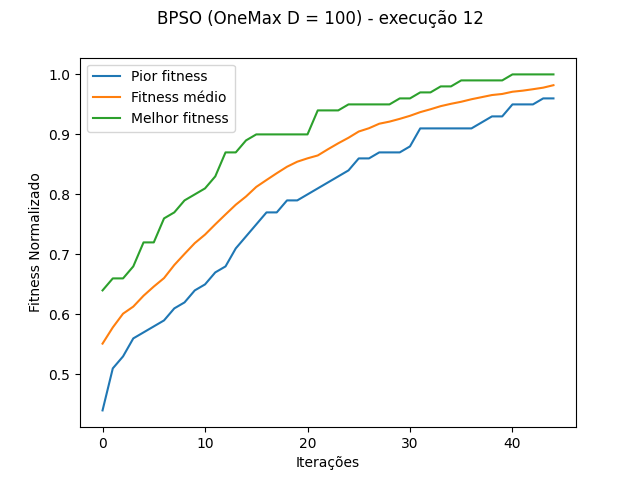 BPSO (OneMax D = 100) - execução 12
Pior fitness
Fitness médio
Melhor fitness
Fitness Normalizado
1.0
0.9
0.8
0.7
0.6
0.5
0 10 20 30 40
Iterações